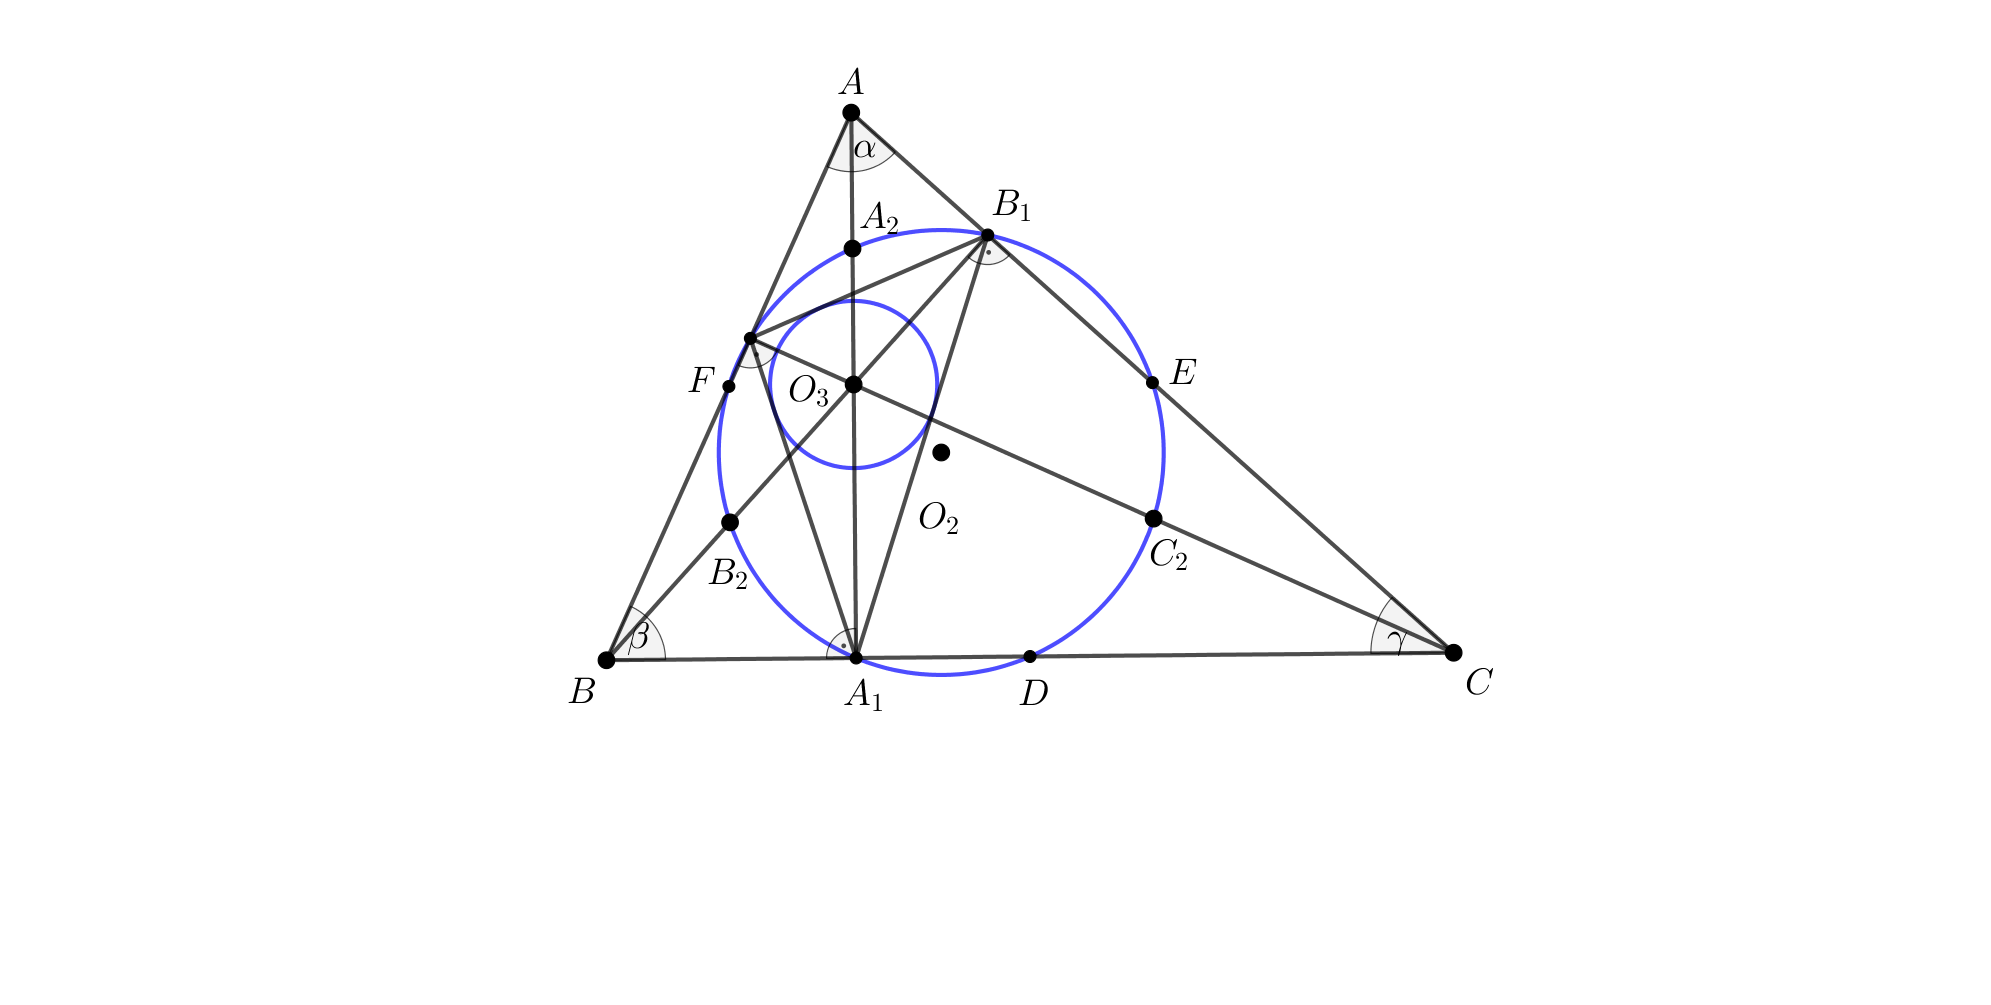 A
α
B₁
A₂
F
O₃
E
O₂
C₂
B₂
β
γ
B
A₁
D
C